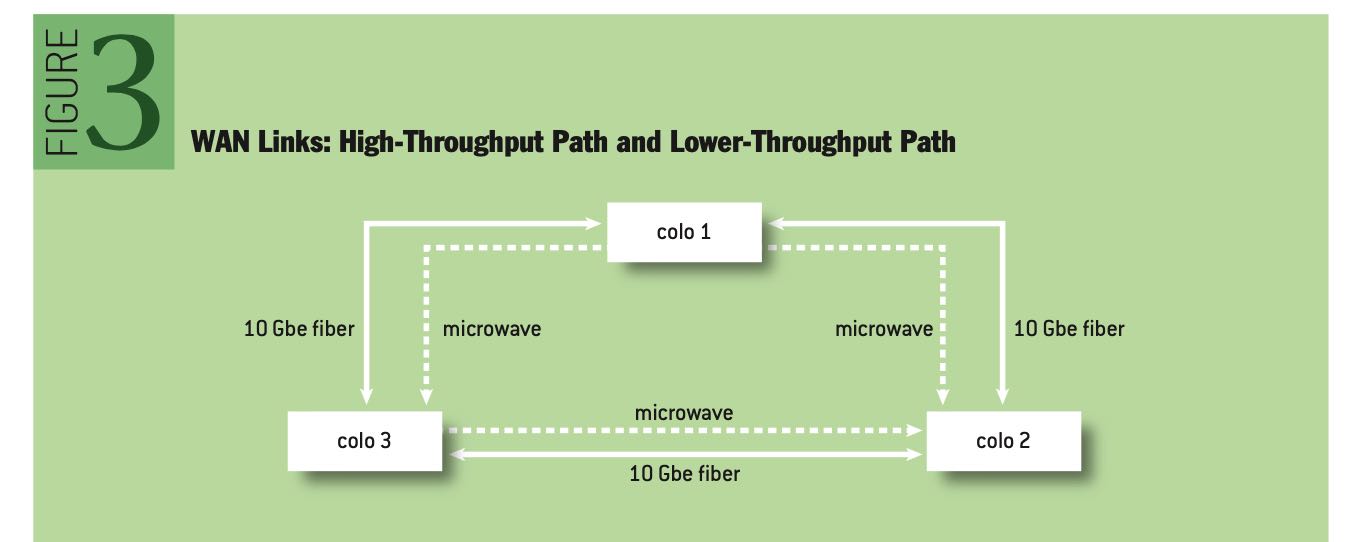 FIGURE 3
WAN Links: High-Throughput Path and Lower-Throughput Path
colo 1
10 Gbe fiber
microwave
microwave
10 Gbe fiber
microwave
colo 3
colo 2
10 Gbe fiber